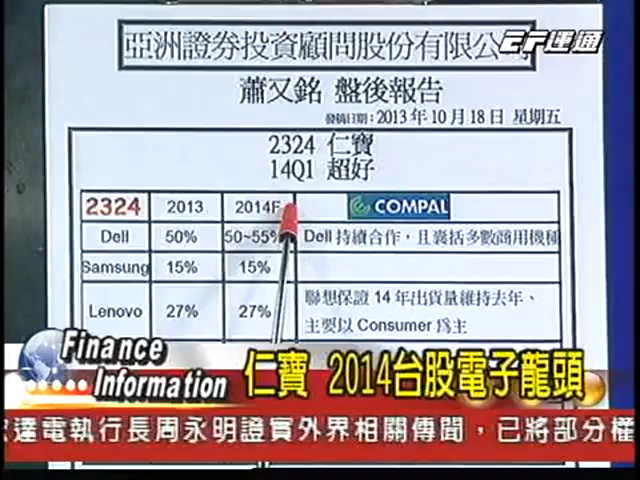 亞洲證券投資顧問股份有限公司
EF運通
蕭又銘 盤後報告
發稿日期:2013年10月18日 星期五
2324 仁寶
14Q1 超好
2324 2013 2014F COMPAL
Dell 50% 50~55% Dell 持續合作，且囊括多數商用機種
Samsung 15% 15%
Lenovo 27% 27% 聯想保證 14 年出貨量維持去年、
主要以 Consumer 為主
Finance
Information
仁寶 2014台股電子龍頭
宏達電執行長周永明證實外界相關傳聞，已將部分權